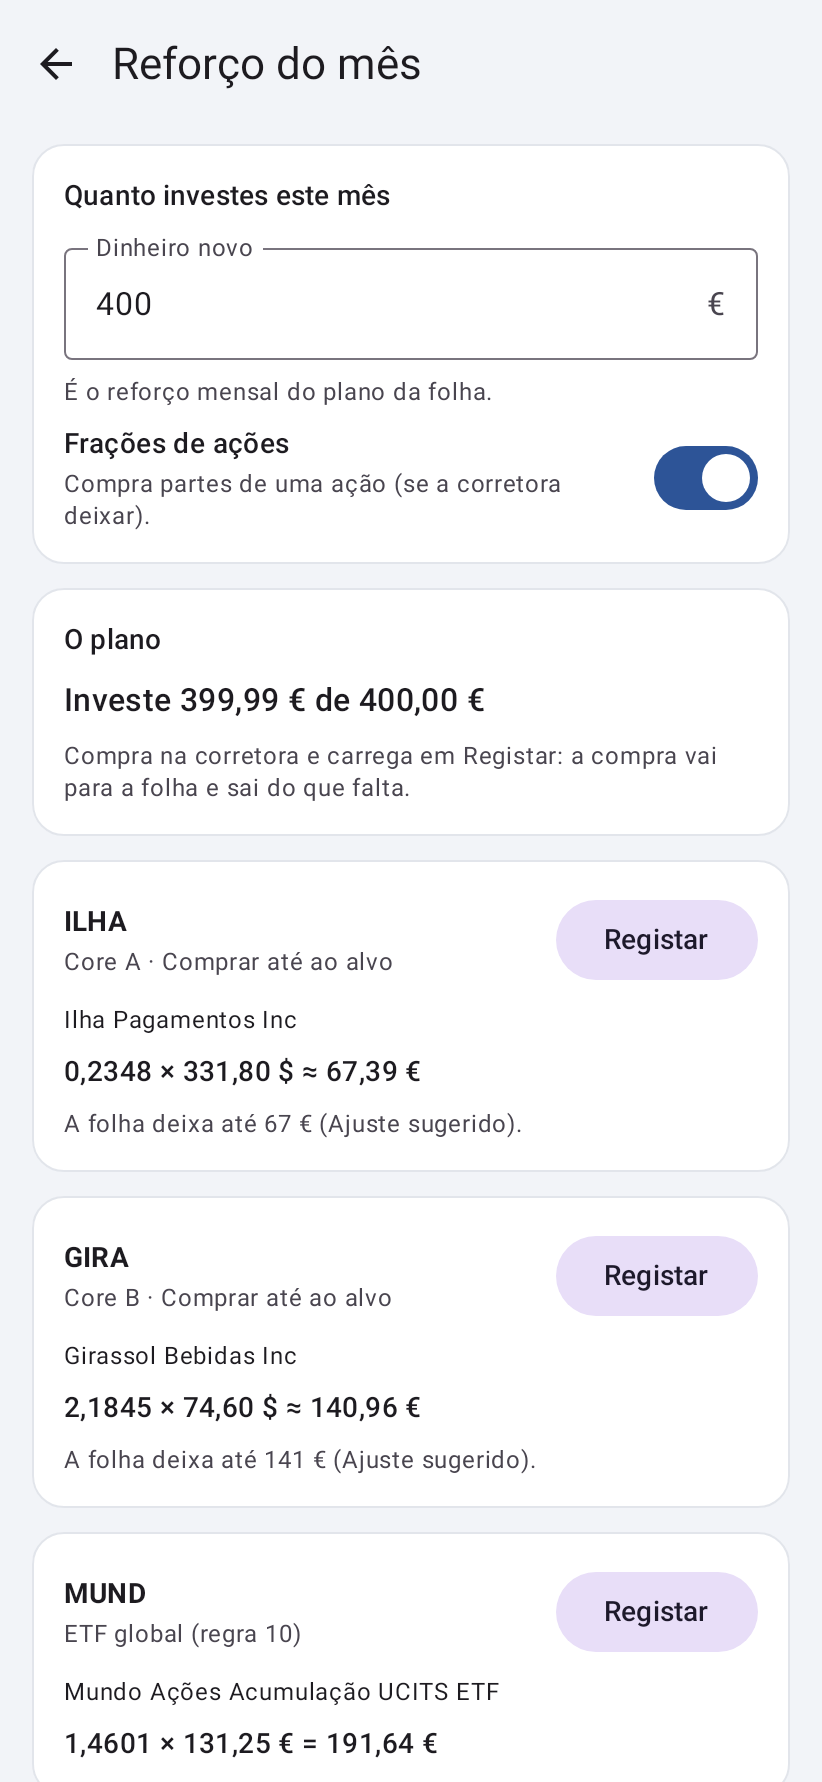 Reforço do mês
Quanto investes este mês
Dinheiro novo
400 €
É o reforço mensal do plano da folha.
Frações de ações
Compra partes de uma ação (se a corretora
deixar).
O plano
Investe 399,99 € de 400,00 €
Compra na corretora e carrega em Registar: a compra vai
para a folha e sai do que falta.
ILHA
Registar
Core A · Comprar até ao alvo
Ilha Pagamentos Inc
0,2348 × 331,80 $ ≈ 67,39 €
A folha deixa até 67 € (Ajuste sugerido).
GIRA
Registar
Core B · Comprar até ao alvo
Girassol Bebidas Inc
2,1845 × 74,60 $ ≈ 140,96 €
A folha deixa até 141 € (Ajuste sugerido).
MUND
Registar
ETF global (regra 10)
Mundo Ações Acumulação UCITS ETF
1,4601 × 131,25 € = 191,64 €